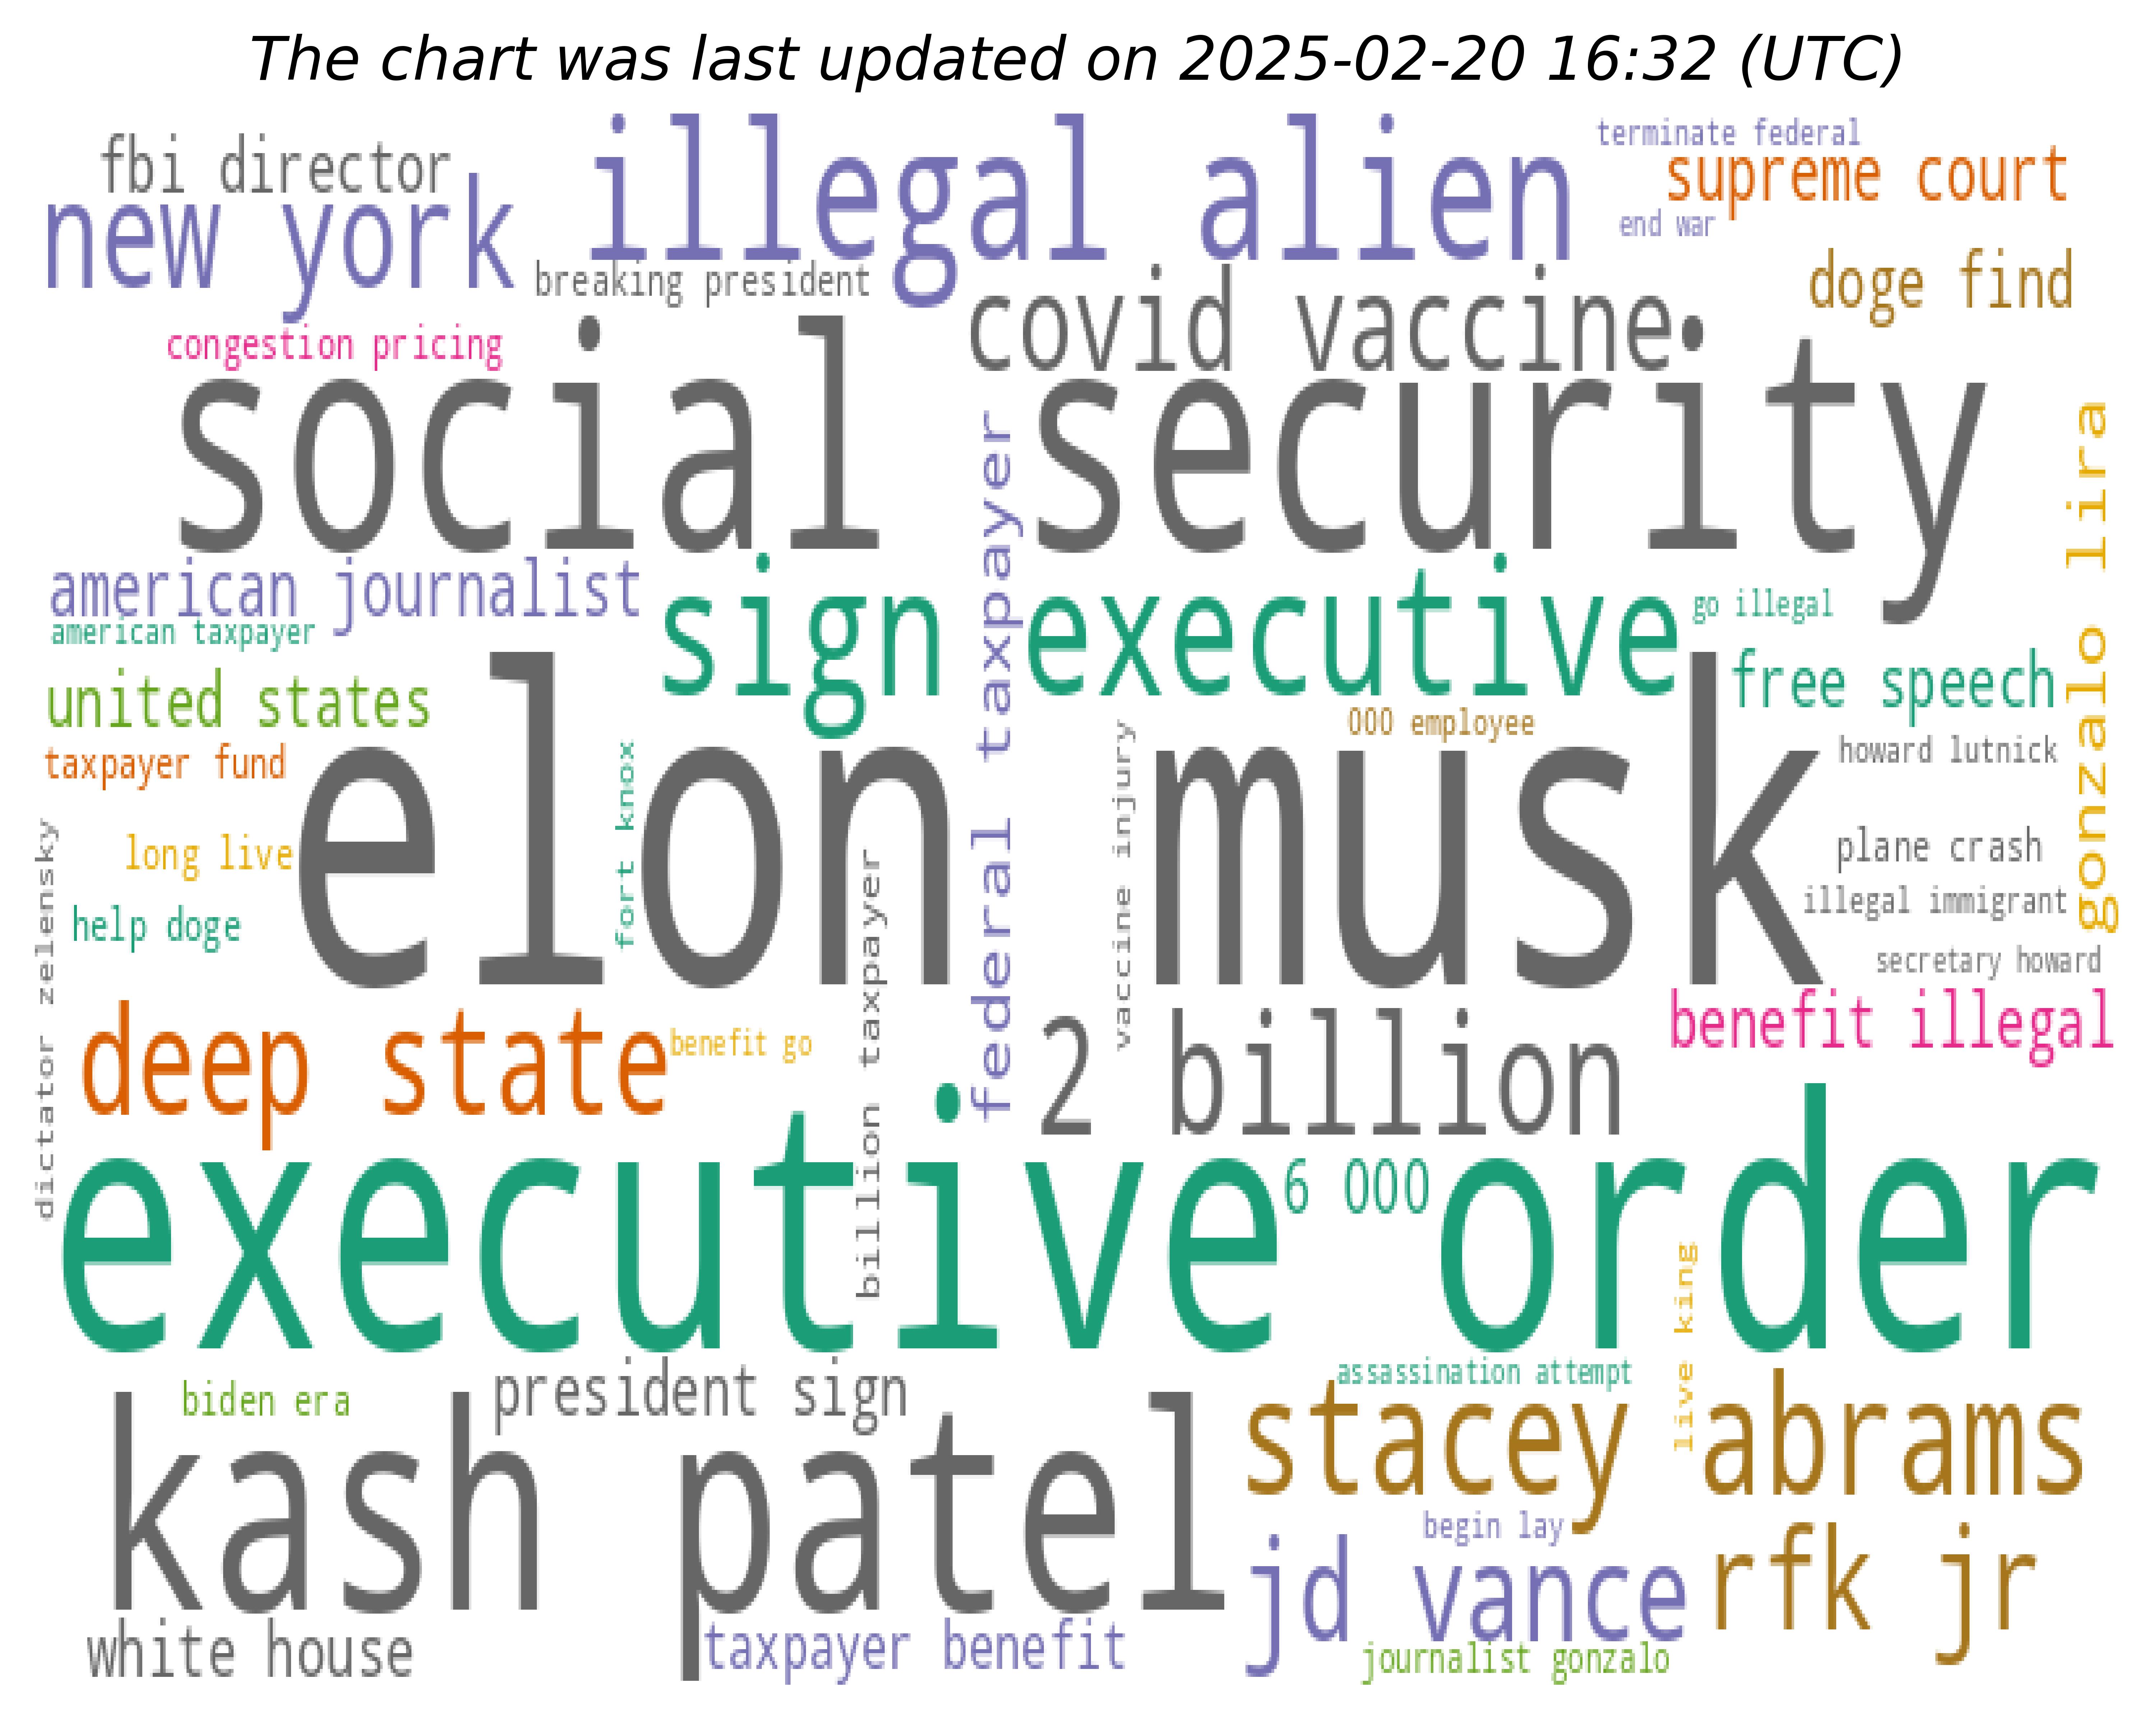 The chart was last updated on 2025-02-20 16:32 (UTC)
terminate federal
fbi director
illegal alien
supreme court
new york
end war
breaking president
doge find
covid vaccine
congestion pricing
social security
gonzalo lira
federal taxpayer
american journalist
sign executive
go illegal
american taxpayer
free speech
united states
000 employee
taxpayer fund
elon musk
howard lutnick
fort knox
vaccine injury
dictator zelensky
long live
plane crash
illegal immigrant
help doge
billion taxpayer
secretary howard
deep state
benefit go
2 billion
benefit illegal
executive order
6 000
live king
president sign
assassination attempt
biden era
kash patel
stacey abrams
begin lay
jd vance
rfk jr
white house
taxpayer benefit
journalist gonzalo